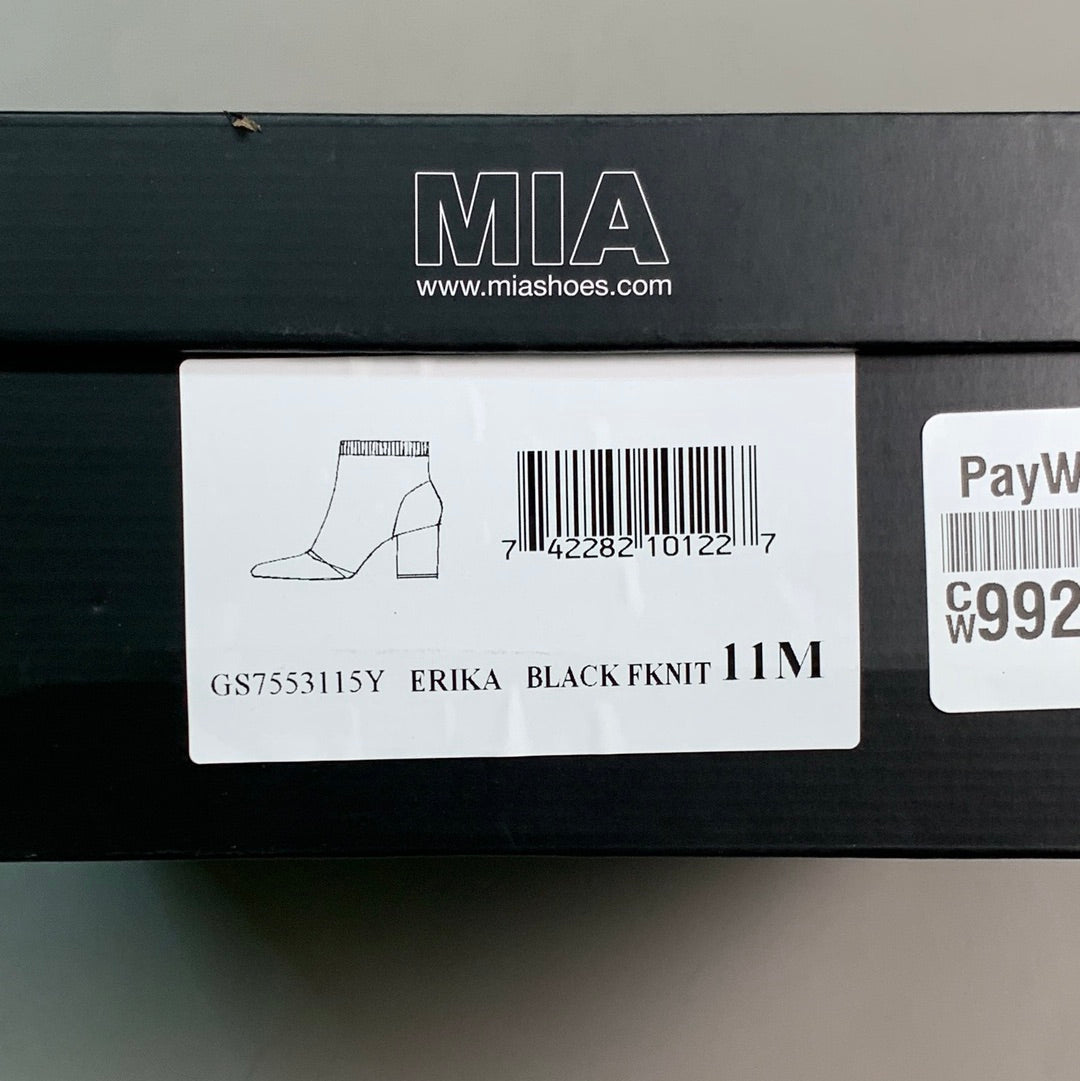 MIA
www.miashoes.com
7 42282 10122 7
GS7553115Y ERIKA BLACK FKNIT 11M
PayW
CW992